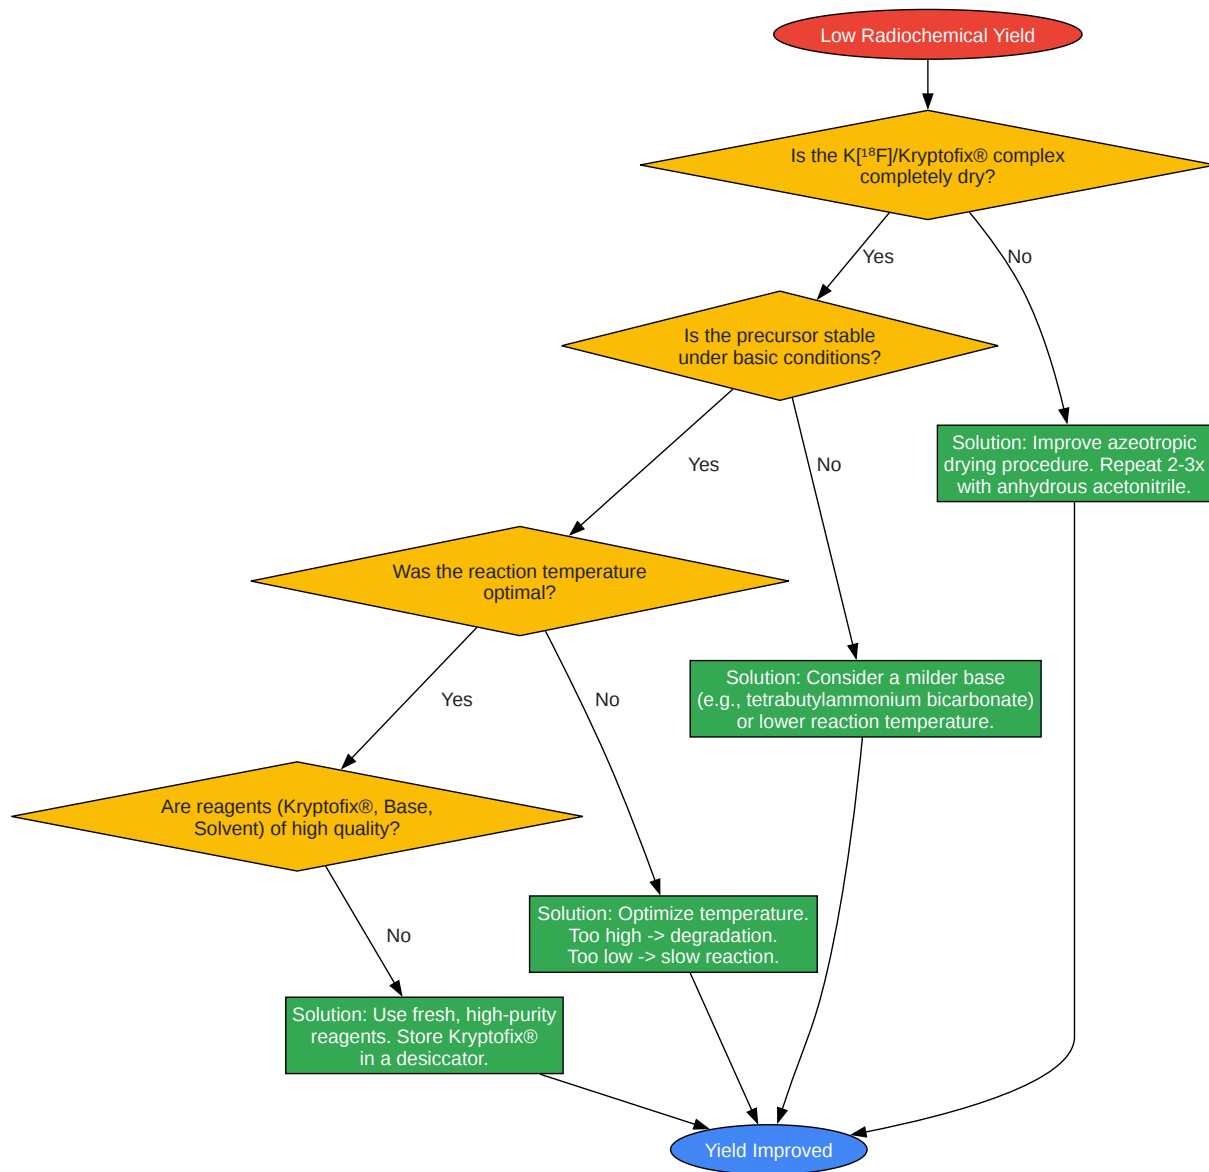 Low Radiochemical Yield
Is the K[¹⁸F]/Kryptofix® complex
completely dry?
Yes
No
Is the precursor stable
under basic conditions?
Solution: Improve azeotropic
drying procedure. Repeat 2-3x
with anhydrous acetonitrile.
Yes
No
Was the reaction temperature
optimal?
Solution: Consider a milder base
(e.g., tetrabutylammonium bicarbonate)
or lower reaction temperature.
Yes
No
Are reagents (Kryptofix®, Base,
Solvent) of high quality?
Solution: Optimize temperature.
Too high -> degradation.
Too low -> slow reaction.
No
Solution: Use fresh, high-purity
reagents. Store Kryptofix®
in a desiccator.
Yield Improved